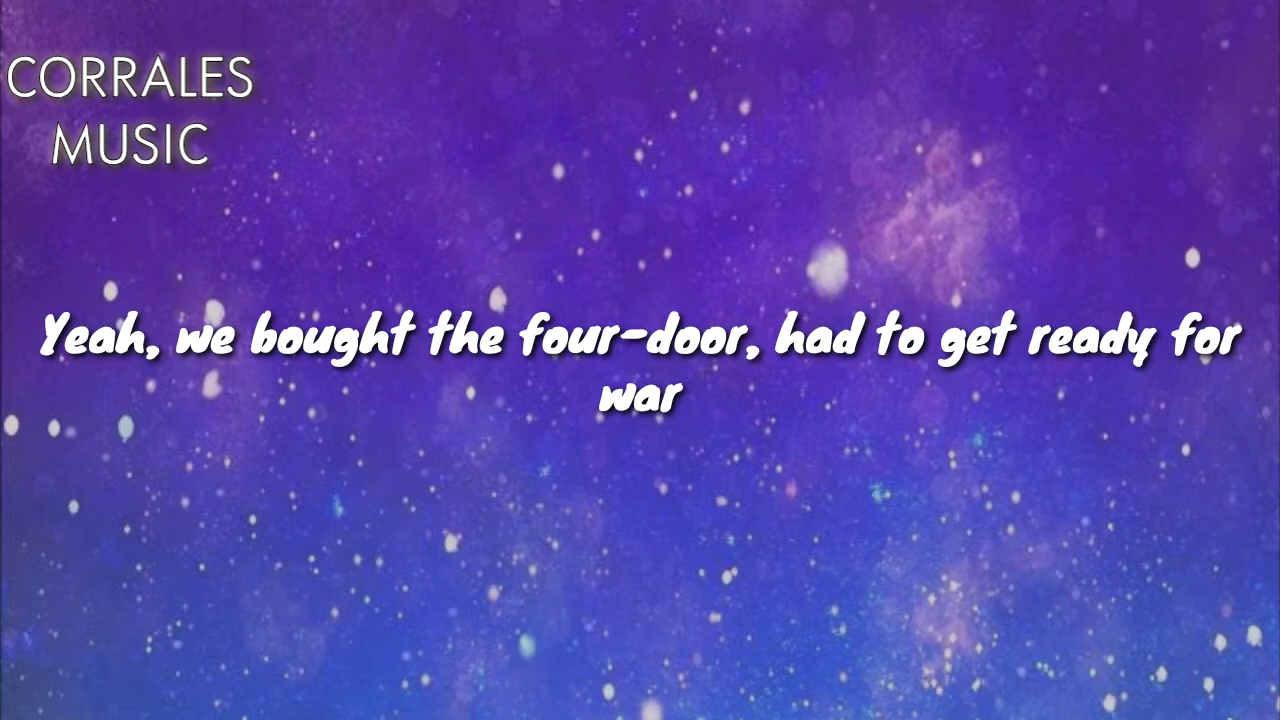 CORRALES
MUSIC
Yeah, we bought the four-door, had to get ready for
war